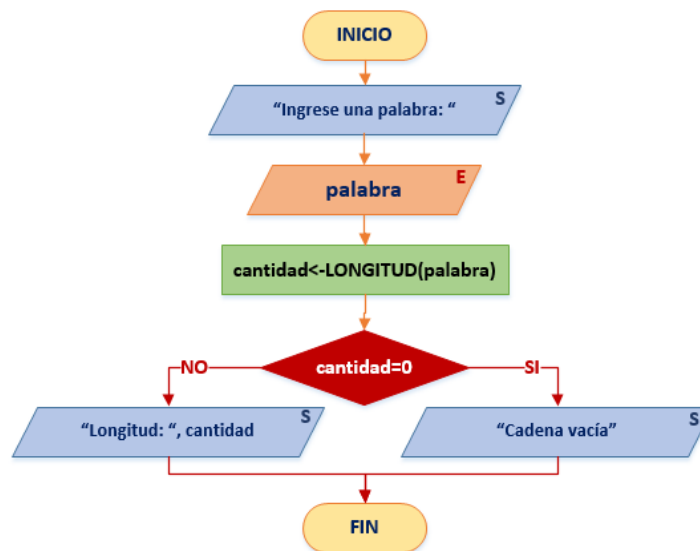 INICIO
“Ingrese una palabra: “
S
palabra
E
cantidad<-LONGITUD(palabra)
cantidad=0
NO
SI
“Longitud: “, cantidad
S
“Cadena vacía”
S
FIN